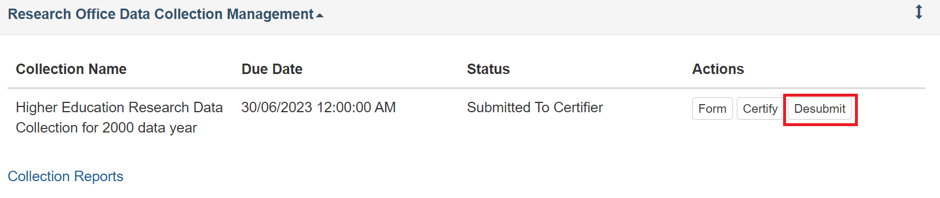 Research Office Data Collection Management
Collection Name Due Date Status Actions
Higher Education Research Data 30/06/2023 12:00:00 AM Submitted To Certifier Form Certify Desubmit
Collection for 2000 data year
Collection Reports